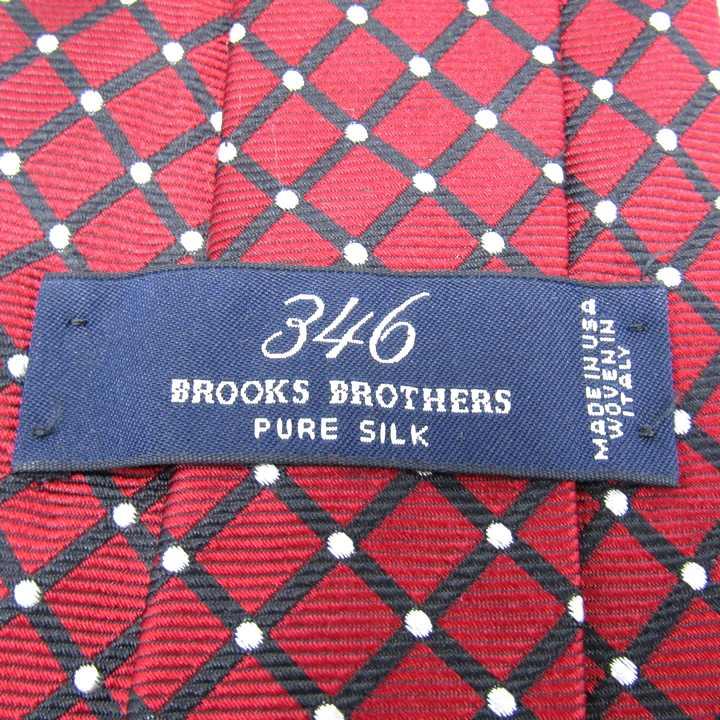 346
BROOKS BROTHERS
PURE SILK
MADE IN USA
WOVEN IN
ITALY